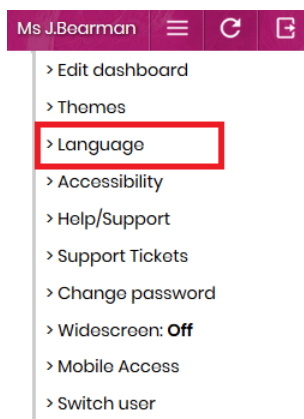 Ms J.Bearman
> Edit dashboard
> Themes
> Language
> Accessibility
> Help/Support
> Support Tickets
> Change password
> Widescreen: Off
> Mobile Access
> Switch user